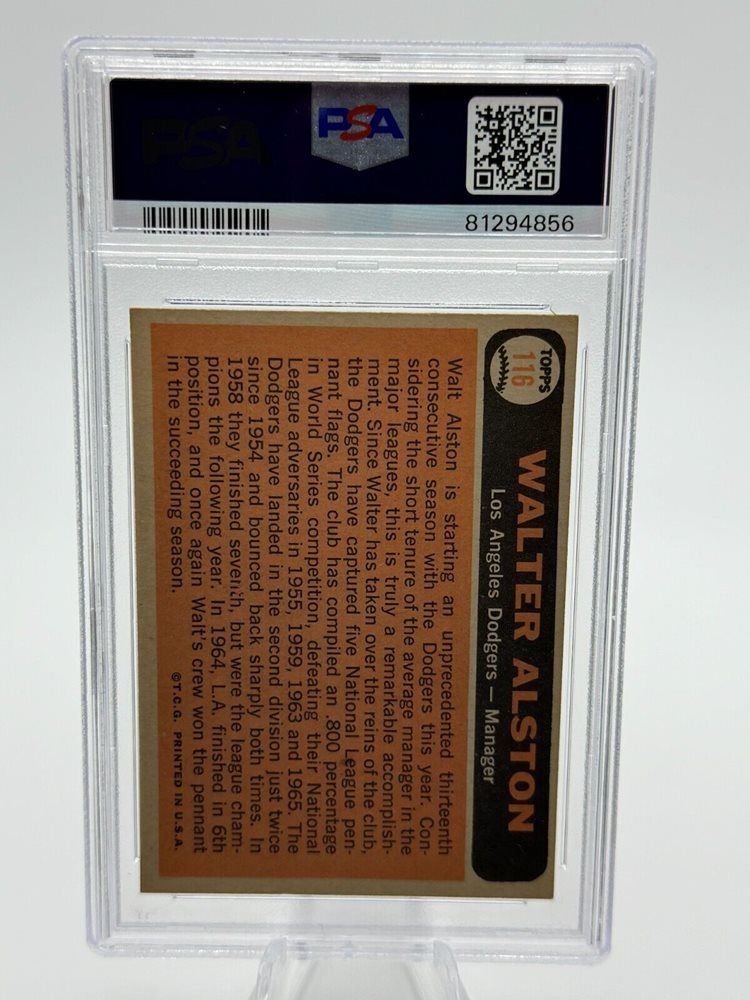 PSA
PSA
81294856
TOPPS
116
WALTER ALSTON
Los Angeles Dodgers — Manager
Walt Alston is starting an unprecedented thirteenth
consecutive season with the Dodgers this year. Con-
sidering the short tenure of the average manager in the
major leagues, this is truly a remarkable accomplish-
ment. Since Walter has taken over the reins of the club,
the Dodgers have captured five National League pen-
nant flags. The club has compiled an .800 percentage
in World Series competition, defeating their National
League adversaries in 1955, 1959, 1963 and 1965. The
Dodgers have landed in the second division just twice
since 1954 and bounced back sharply both times. In
1958 they finished seventh, but were the league cham-
pions the following year. In 1964, L.A. finished in 6th
position, and once again Walt's crew won the pennant
in the succeeding season.
©T.C.G. PRINTED IN U.S.A.